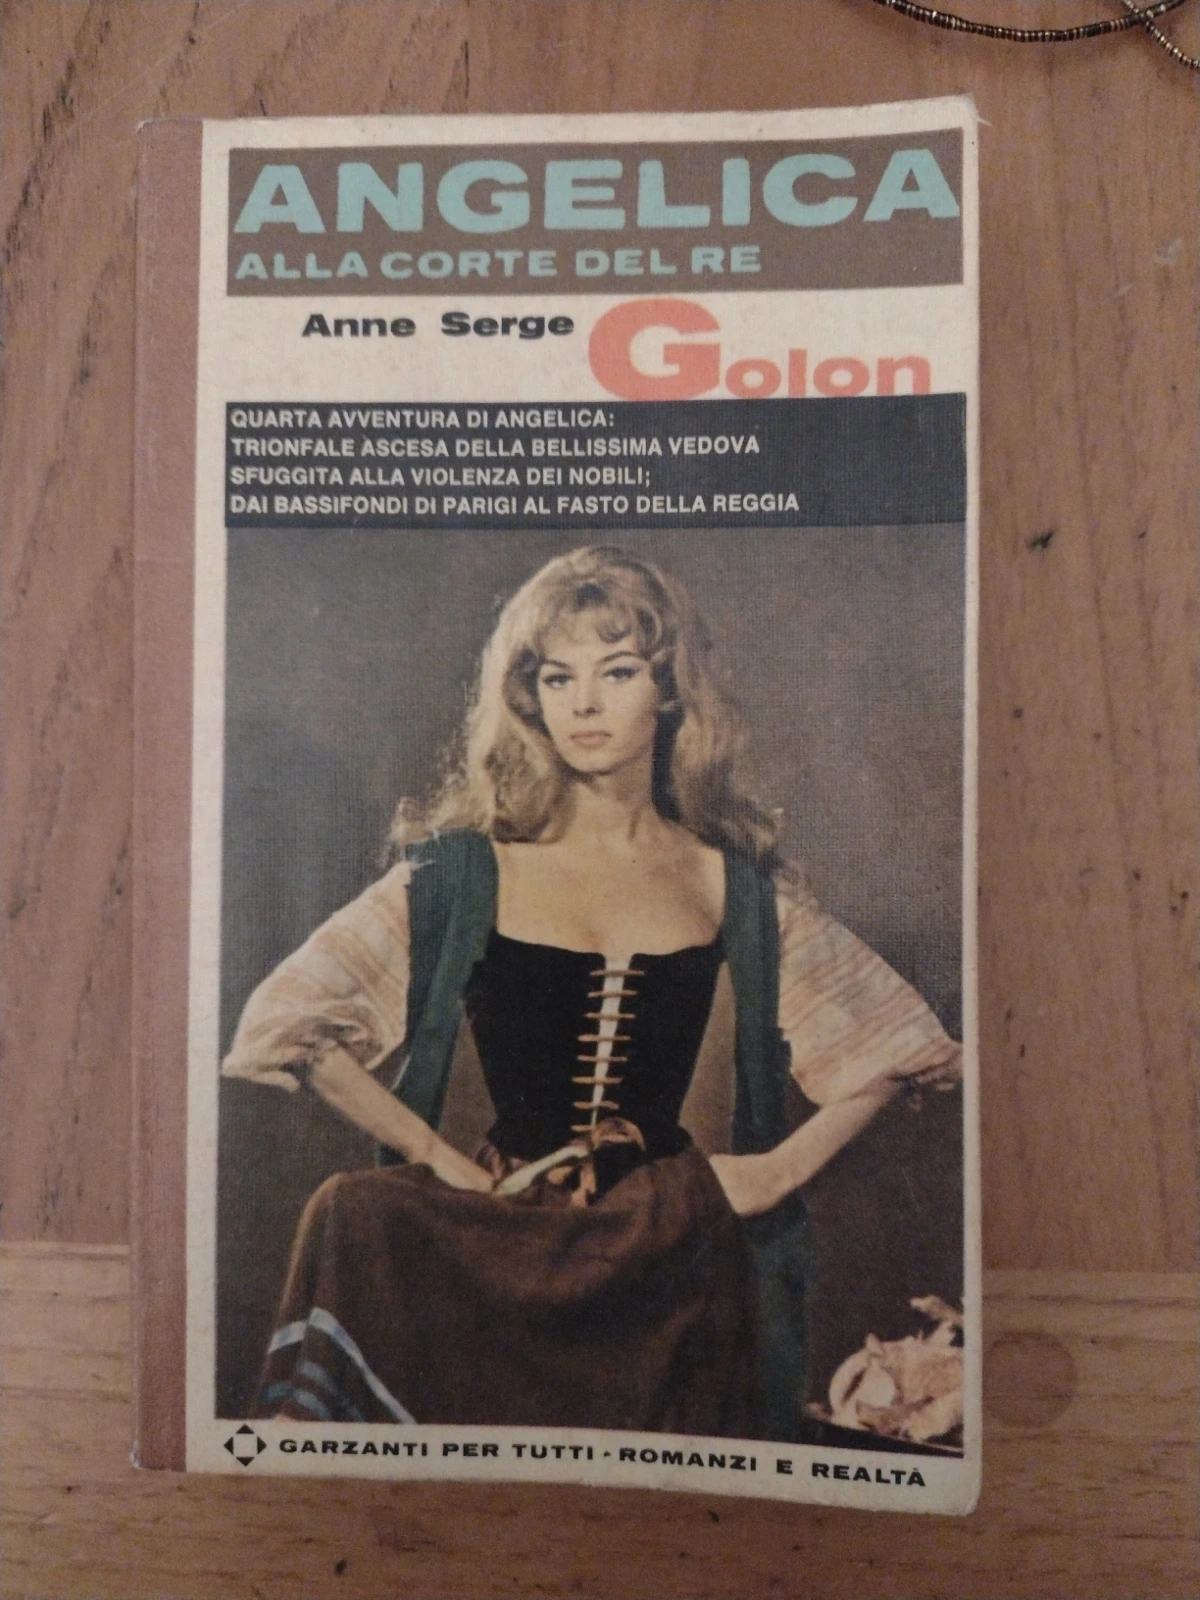 ANGELICA
ALLA CORTE DEL RE
Anne Serge Golon
QUARTA AVVENTURA DI ANGELICA:
TRIONFALE ASCESA DELLA BELLISSIMA VEDOVA
SFUGGITA ALLA VIOLENZA DEI NOBILI;
DAI BASSIFONDI DI PARIGI AL FASTO DELLA REGGIA
GARZANTI PER TUTTI · ROMANZI E REALTÀ